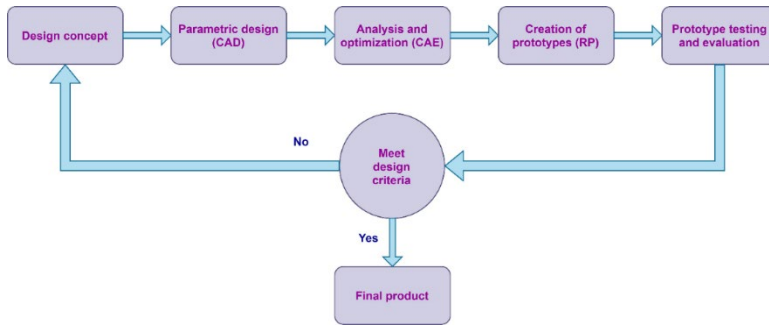 Design concept
Parametric design
(CAD)
Analysis and
optimization (CAE)
Creation of
prototypes (RP)
Prototype testing
and evaluation
No
Meet
design
criteria
Yes
Final product